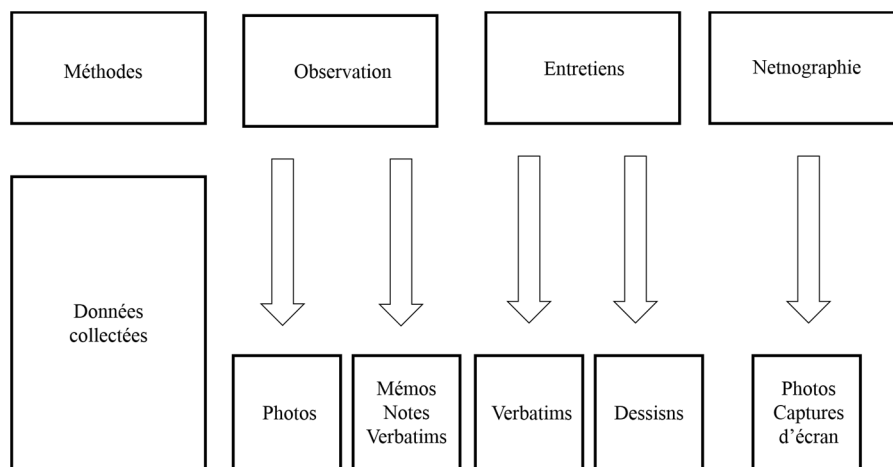 Méthodes
Observation
Entretiens
Netnographie
Données
collectées
Photos
Mémos
Notes
Verbatims
Verbatims
Dessisns
Photos
Captures
d'écran